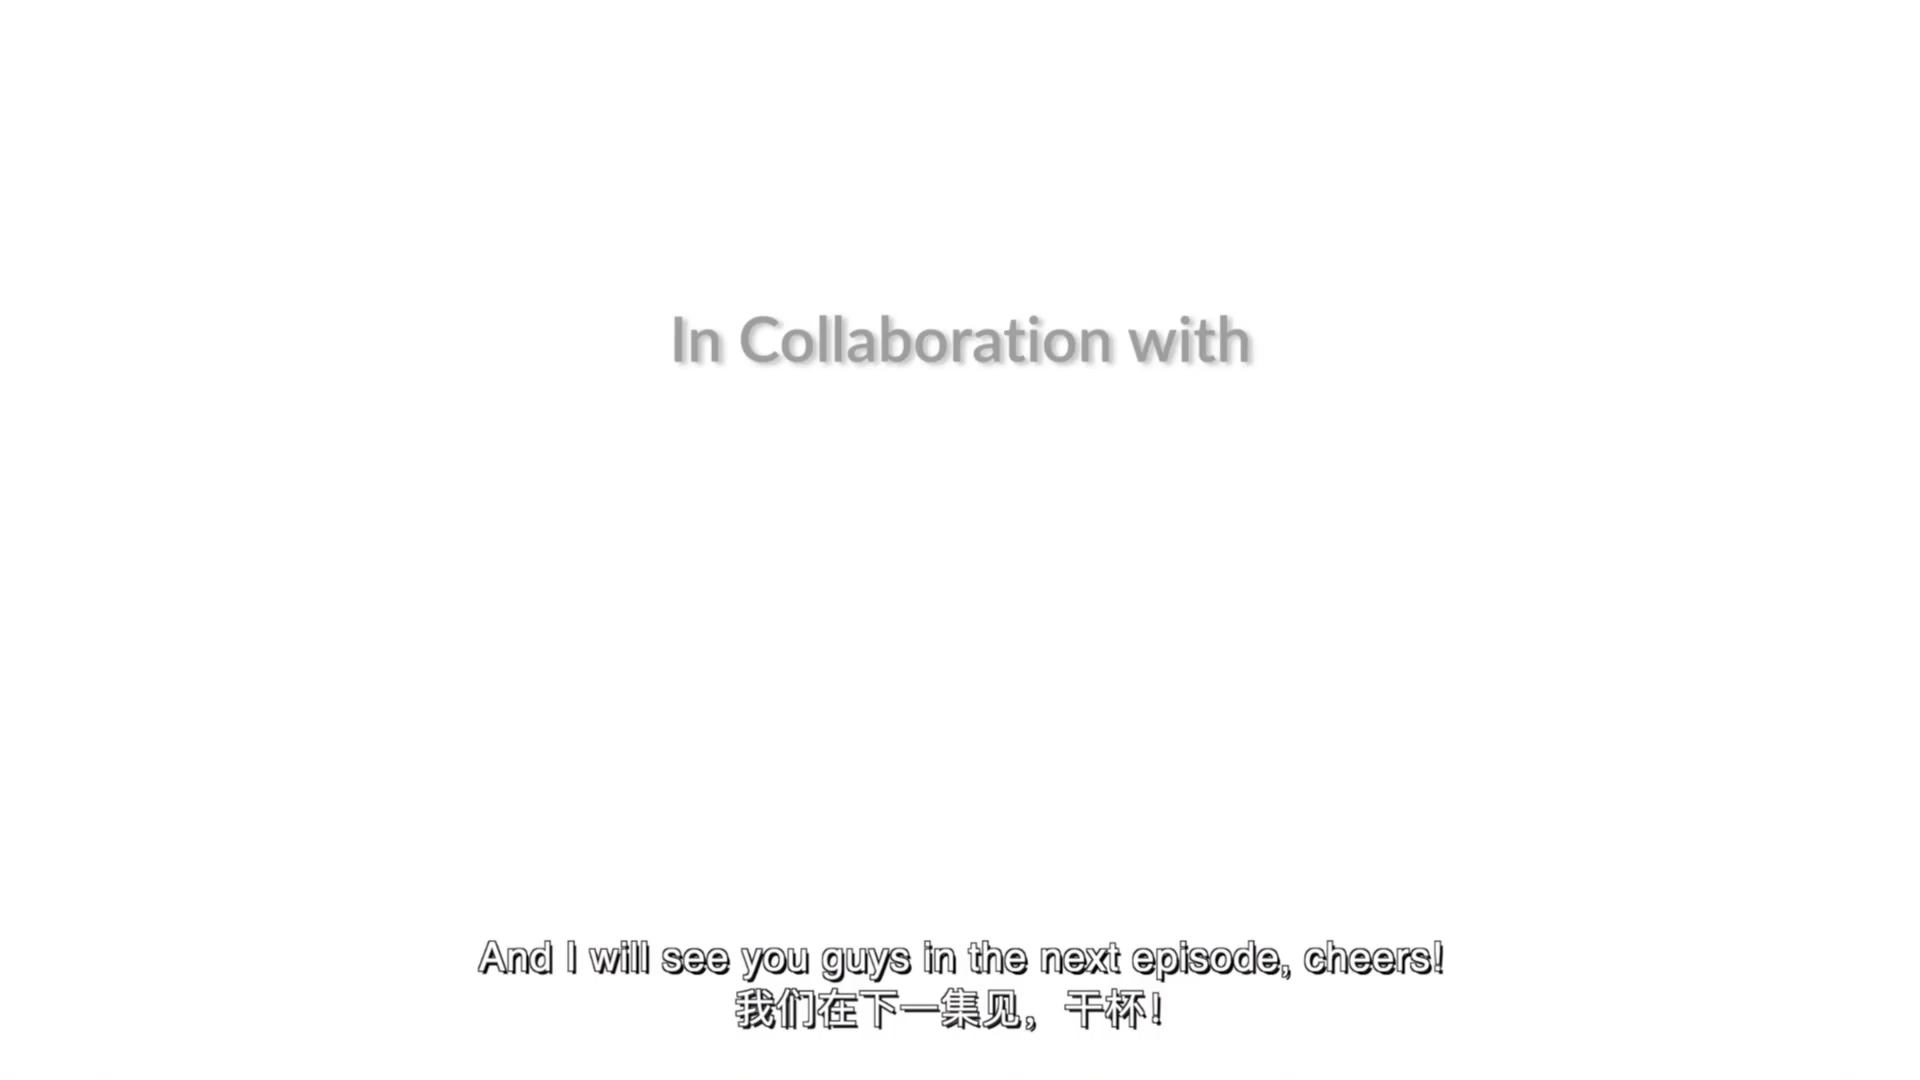 In Collaboration with
And I will see you guys in the next episode, cheers!
我们在下一集见，干杯！